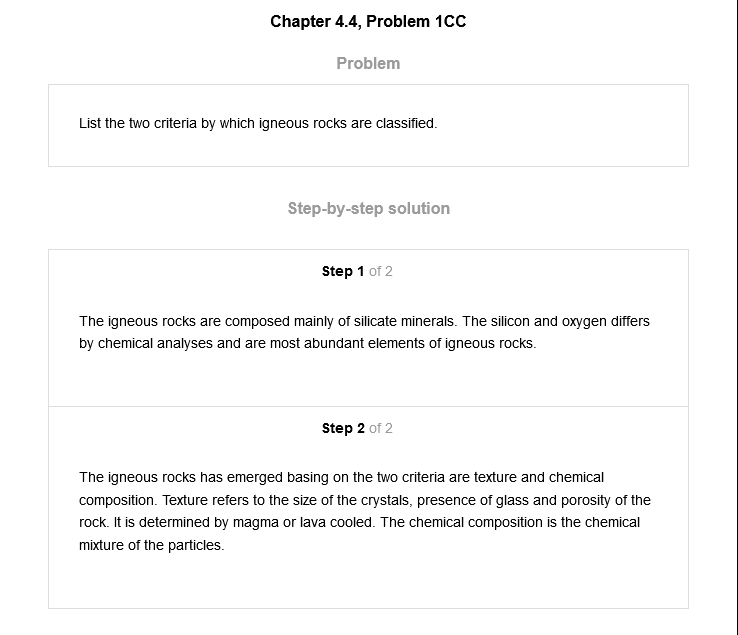 Chapter 4.4, Problem 1CC
Problem
List the two criteria by which igneous rocks are classified.
Step-by-step solution
Step 1 of 2
The igneous rocks are composed mainly of silicate minerals. The silicon and oxygen differs
by chemical analyses and are most abundant elements of igneous rocks.
Step 2 of 2
The igneous rocks has emerged basing on the two criteria are texture and chemical
composition. Texture refers to the size of the crystals, presence of glass and porosity of the
rock. It is determined by magma or lava cooled. The chemical composition is the chemical
mixture of the particles.